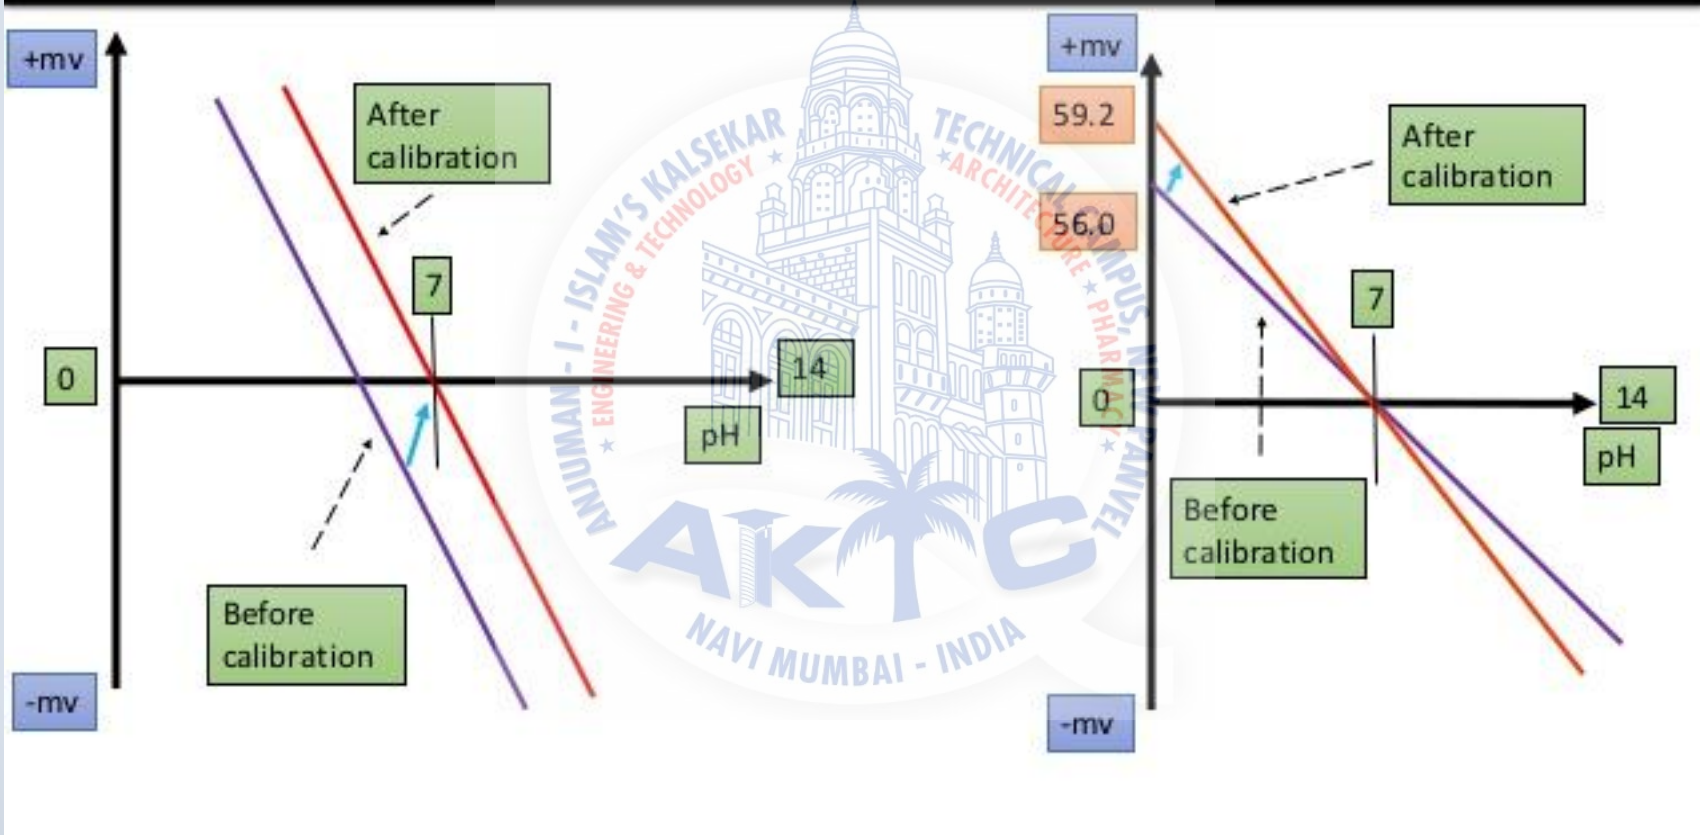 +mv
After
calibration
7
0
14
pH
Before
calibration
-mv
+mv
59.2
After
calibration
56.0
7
0
14
pH
Before
calibration
-mv
ANJUMAN - I - ISLAM'S KALSEKAR TECHNICAL CAMPUS, NEW PANVEL
ENGINEERING & TECHNOLOGY ★ ARCHITECTURE ★ PHARMACY ★
AKTC
NAVI MUMBAI - INDIA